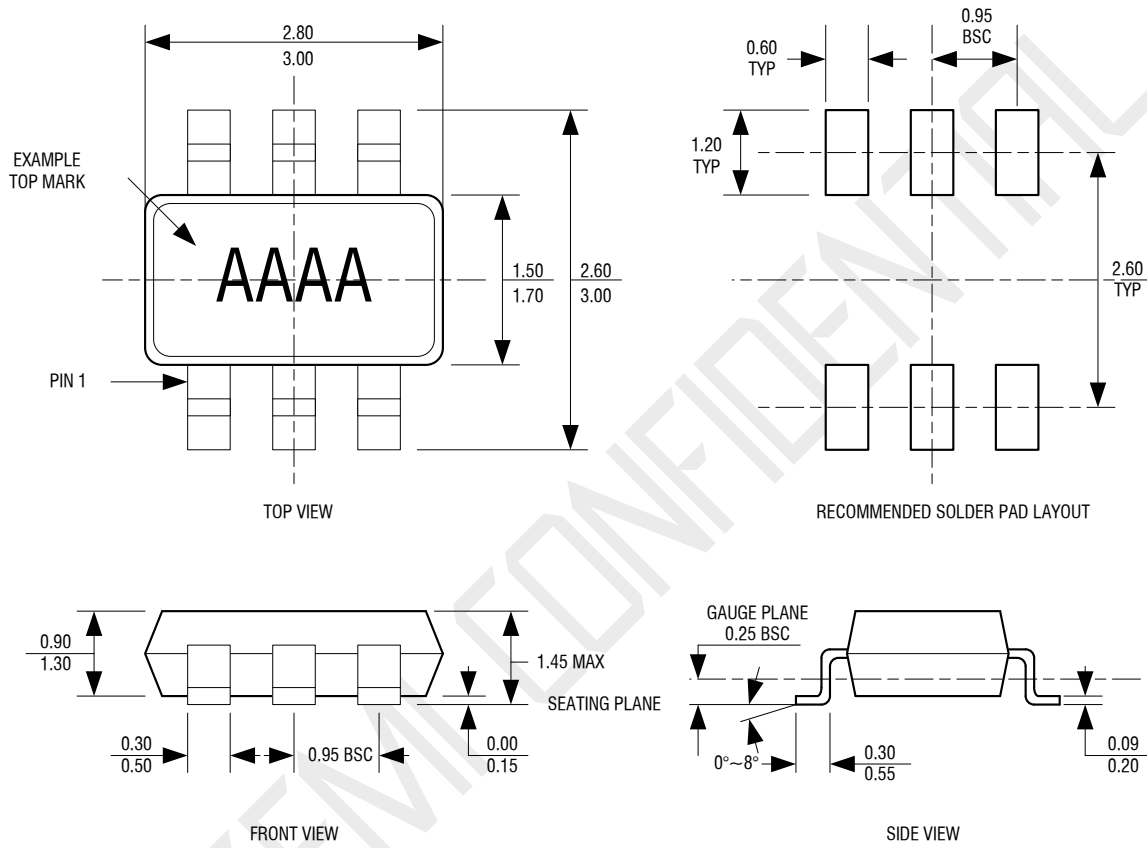 2.80
3.00
0.60
TYP
0.95
BSC
EXAMPLE
TOP MARK
1.20
TYP
AAAA
1.50
1.70
2.60
3.00
2.60
TYP
PIN 1
TOP VIEW
RECOMMENDED SOLDER PAD LAYOUT
0.90
1.30
1.45 MAX
SEATING PLANE
GAUGE PLANE
0.25 BSC
0.30
0.50
0.95 BSC
0.00
0.15
0°~8°
0.30
0.55
0.09
0.20
FRONT VIEW
SIDE VIEW
CONFIDENTIAL